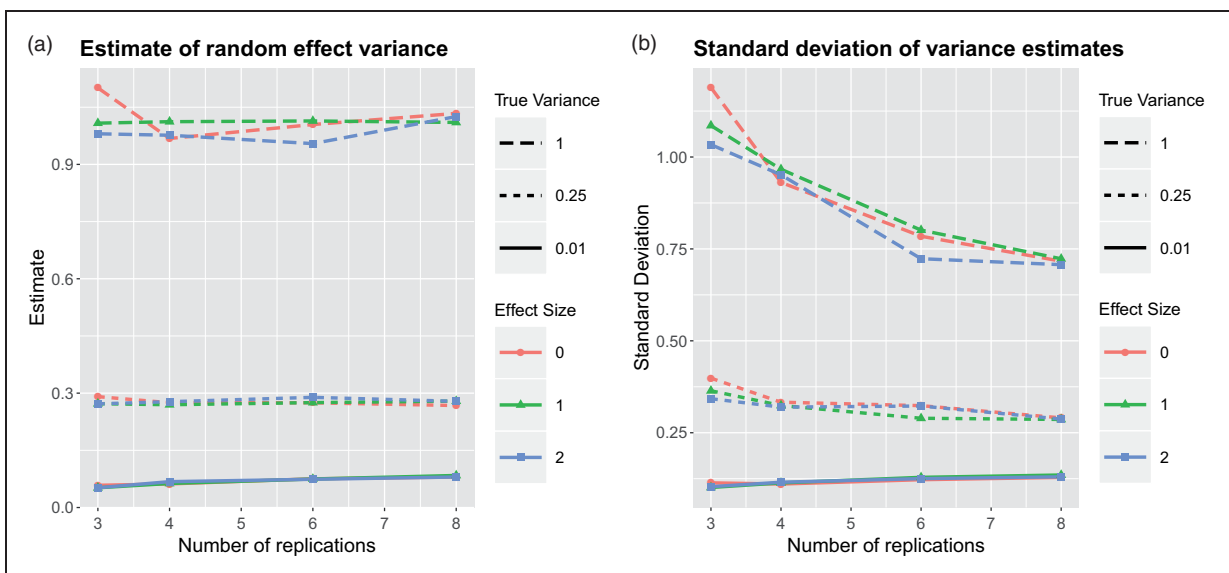 (a)
Estimate of random effect variance
0.9
0.6
0.3
0.0
Estimate
3 4 5 6 7 8
Number of replications
True Variance
1
0.25
0.01
Effect Size
0
1
2
(b)
Standard deviation of variance estimates
1.00
0.75
0.50
0.25
Standard Deviation
3 4 5 6 7 8
Number of replications
True Variance
1
0.25
0.01
Effect Size
0
1
2